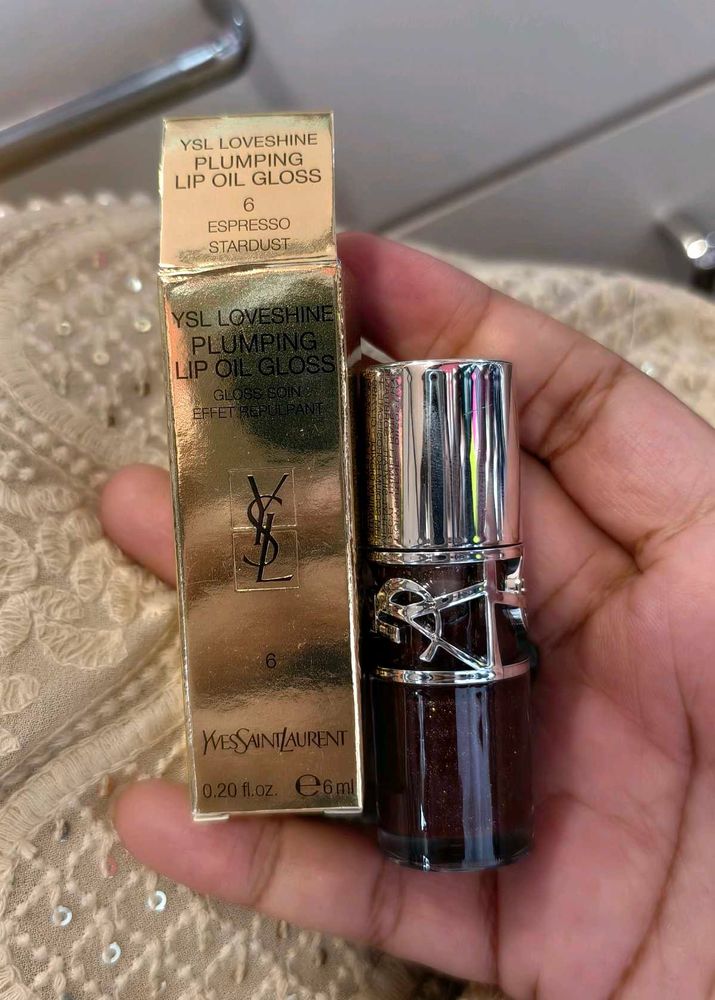 YSL LOVESHINE
PLUMPING
LIP OIL GLOSS
6
ESPRESSO
STARDUST
YSL LOVESHINE
PLUMPING
LIP OIL GLOSS
GLOSS SOIN
EFFET REPULPANT
YSL
6
YVESSAINTLAURENT
0.20 fl.oz. ℮6 ml